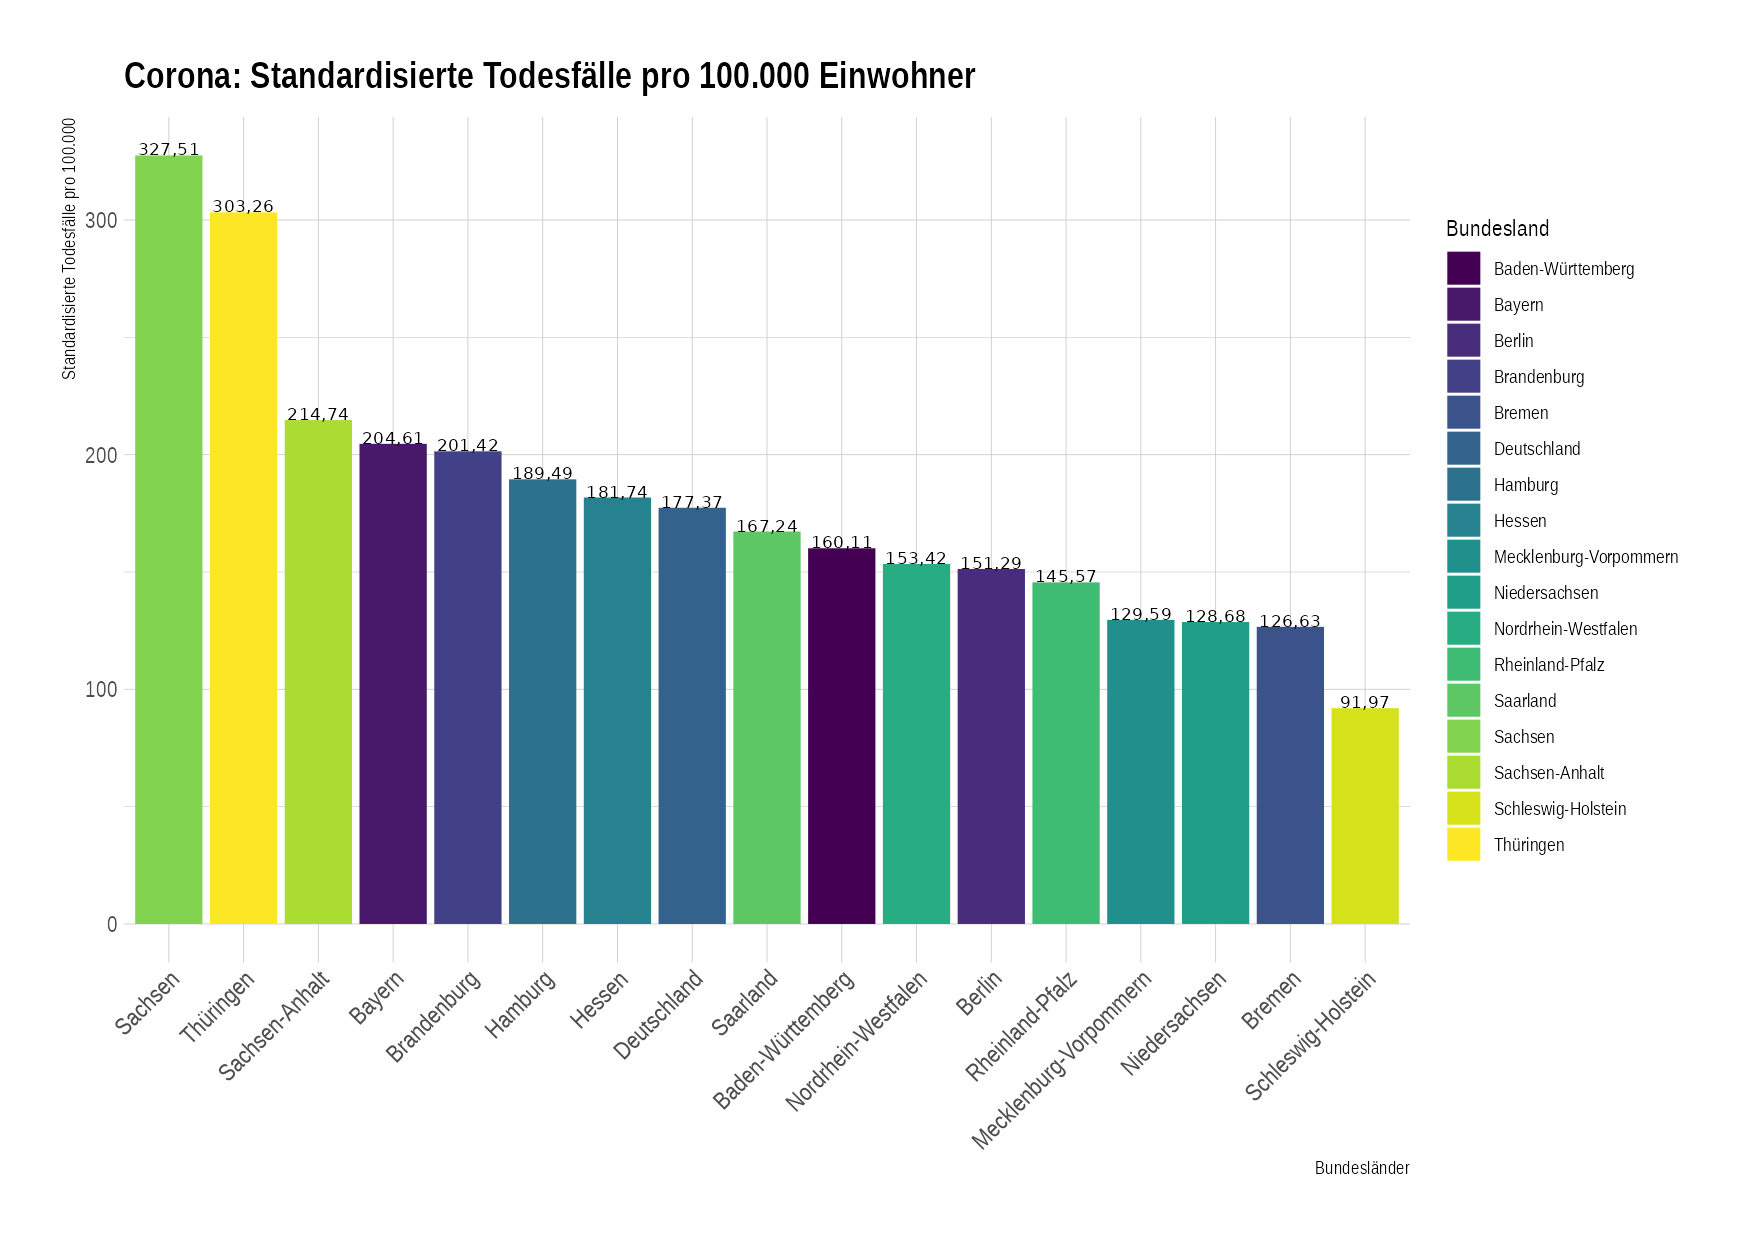 Corona: Standardisierte Todesfälle pro 100.000 Einwohner
Standardisierte Todesfälle pro 100.000
300
200
100
0
327,51
303,26
214,74
204,61
201,42
189,49
181,74
177,37
167,24
160,11
153,42
151,29
145,57
129,59
128,68
126,63
91,97
Sachsen
Thüringen
Sachsen-Anhalt
Bayern
Brandenburg
Hamburg
Hessen
Deutschland
Saarland
Baden-Württemberg
Nordrhein-Westfalen
Berlin
Rheinland-Pfalz
Mecklenburg-Vorpommern
Niedersachsen
Bremen
Schleswig-Holstein
Bundesländer
Bundesland
Baden-Württemberg
Bayern
Berlin
Brandenburg
Bremen
Deutschland
Hamburg
Hessen
Mecklenburg-Vorpommern
Niedersachsen
Nordrhein-Westfalen
Rheinland-Pfalz
Saarland
Sachsen
Sachsen-Anhalt
Schleswig-Holstein
Thüringen